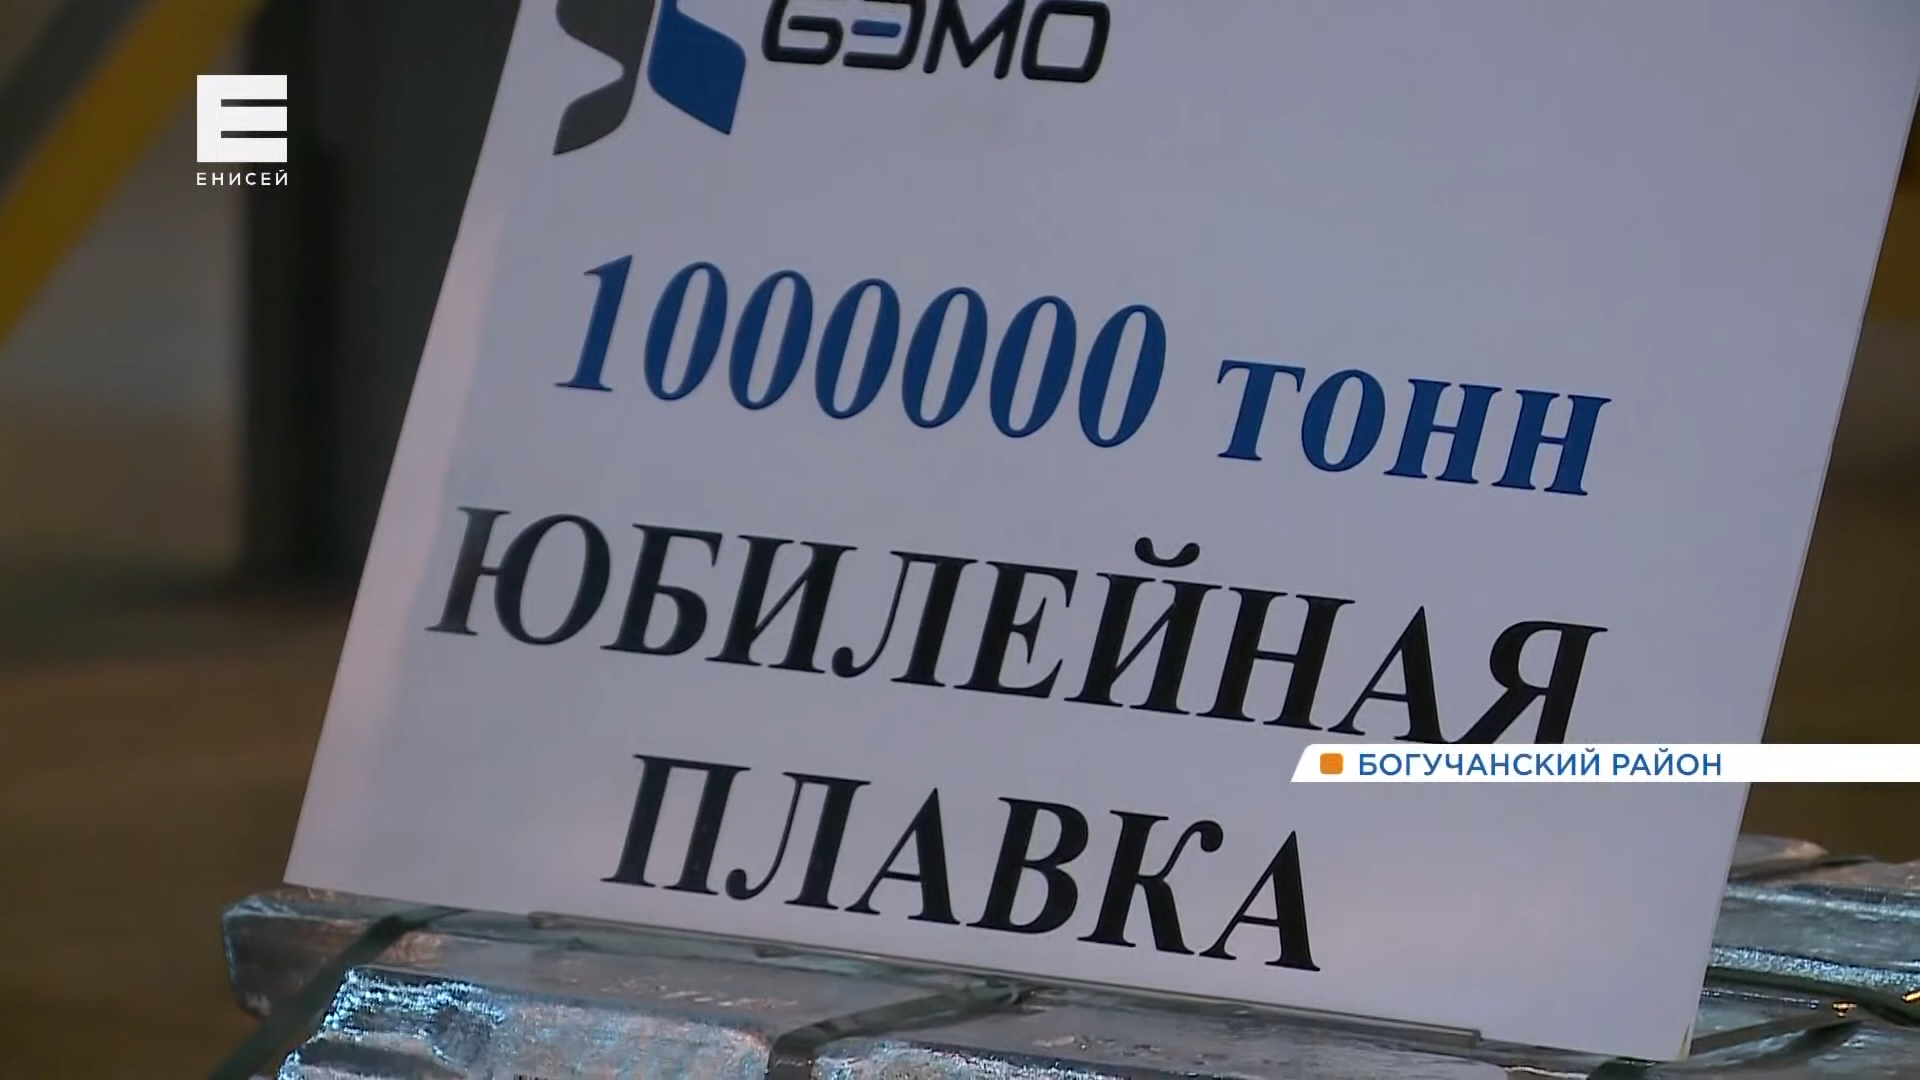 БЭМО
ЕНИСЕЙ
1000000 тонн
ЮБИЛЕЙНАЯ
БОГУЧАНСКИЙ РАЙОН
ПЛАВКА